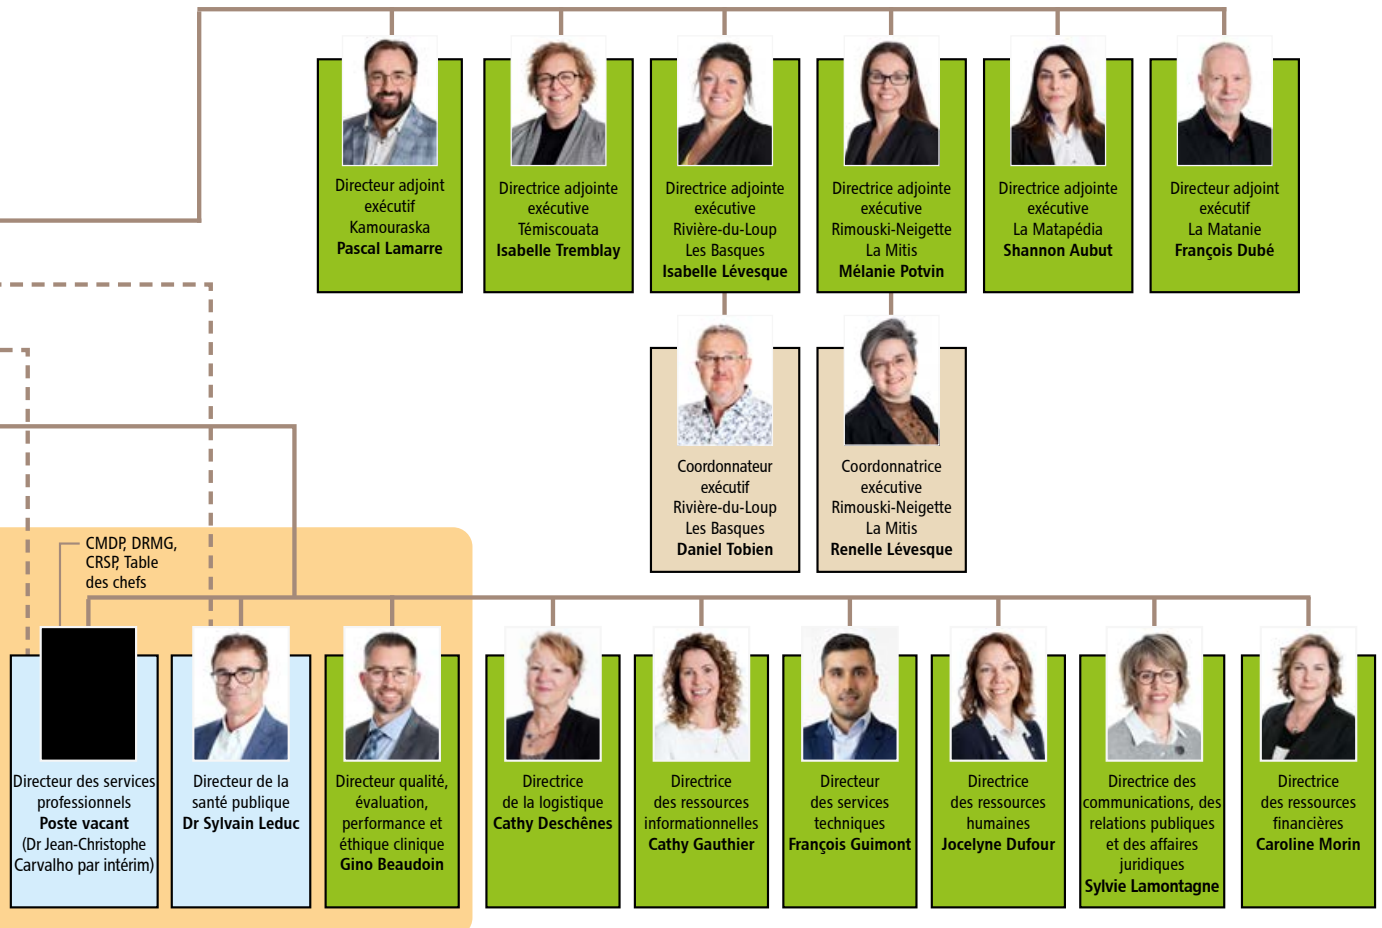 Directeur adjoint
exécutif
Kamouraska
Pascal Lamarre
Directrice adjointe
exécutive
Témiscouata
Isabelle Tremblay
Directrice adjointe
exécutive
Rivière-du-Loup
Les Basques
Isabelle Lévesque
Directrice adjointe
exécutive
Rimouski-Neigette
La Mitis
Mélanie Potvin
Directrice adjointe
exécutive
La Matapédia
Shannon Aubut
Directeur adjoint
exécutif
La Matanie
François Dubé
Coordonnateur
exécutif
Rivière-du-Loup
Les Basques
Daniel Tobien
Coordonnatrice
exécutive
Rimouski-Neigette
La Mitis
Renelle Lévesque
CMDP, DRMG,
CRSP, Table
des chefs
Directeur des services
professionnels
Poste vacant
(Dr Jean-Christophe
Carvalho par intérim)
Directeur de la
santé publique
Dr Sylvain Leduc
Directeur qualité,
évaluation,
performance et
éthique clinique
Gino Beaudoin
Directrice
de la logistique
Cathy Deschênes
Directrice
des ressources
informationnelles
Cathy Gauthier
Directeur
des services
techniques
François Guimont
Directrice
des ressources
humaines
Jocelyne Dufour
Directrice des
communications, des
relations publiques
et des affaires
juridiques
Sylvie Lamontagne
Directrice
des ressources
financières
Caroline Morin